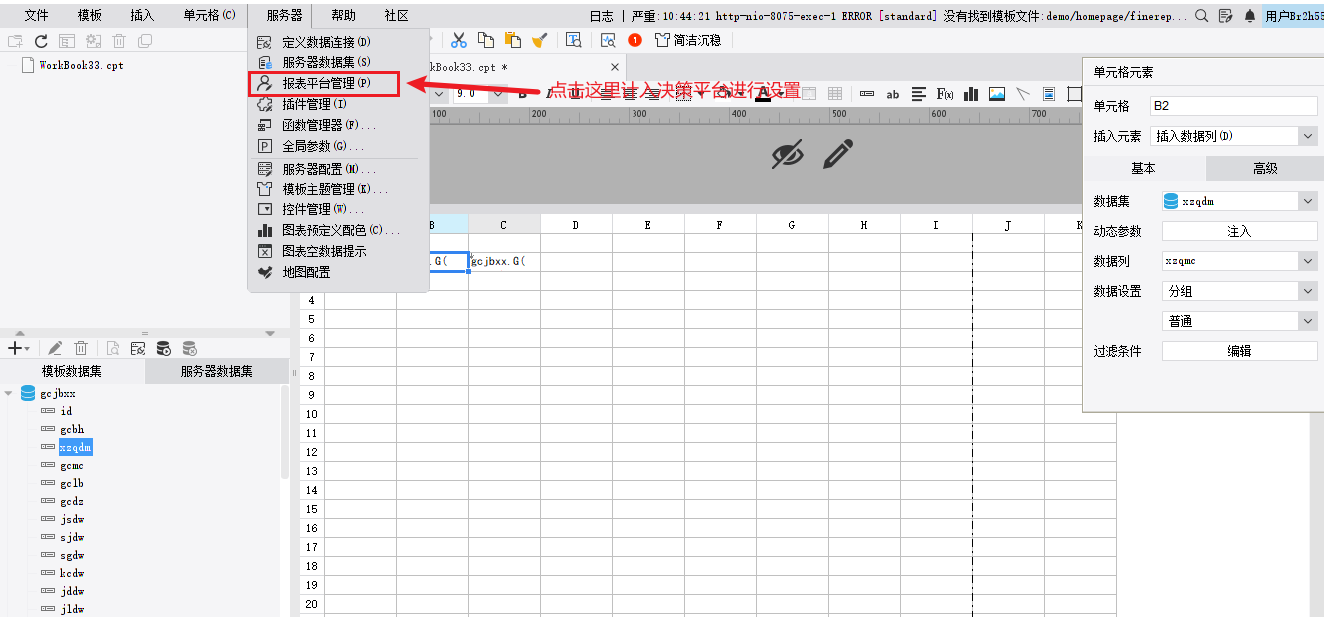 文件 模板 插入 单元格(C) 服务器 帮助 社区 日志 | 严重:10:44:21 http-nio-8075-exec-1 ERROR [standard] 没有找到模板文件:demo/homepage/finerep... 用户Br2h55
1 简洁沉稳
WorkBook33.cpt
kBook33.cpt *
定义数据连接(D)
服务器数据集(S)
报表平台管理(P)
插件管理(I)
函数管理器(F)...
全局参数(G)...
服务器配置(M)...
模板主题管理(K)...
控件管理(W)...
图表预定义配色(C)...
图表空数据提示
地图配置
点击这里计入决策平台进行设置
9.0 B I U A ab F(x)
100 200 300 400 500 600 700
B C D E F G H I J K
.G( gcjbxx.G(
4
5
6
7
8
9
10
11
12
13
14
15
16
17
18
19
20
模板数据集 服务器数据集
gcjbxx
id
gcbh
xzqdm
gcmc
gclb
gcdz
jsdw
sjdw
sgdw
kcdw
jddw
jldw
单元格元素
单元格 B2
插入元素 插入数据列(D)
基本 高级
数据集 xzqdm
动态参数 注入
数据列 xzqmc
数据设置 分组
普通
过滤条件 编辑